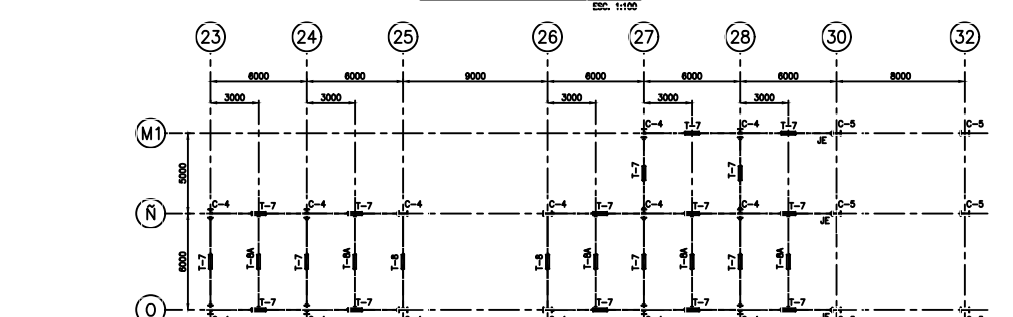 ESC. 1:100
23 24 25 26 27 28 30 32
6000 6000 9000 6000 6000 6000 8000
3000 3000 3000 3000 3000
M1 C-4 T-7 C-4 T-7 C-5 C-5
JE
5000 T-7 T-7
Ñ C-4 T-7 C-4 T-7 C-4 C-4 T-7 C-4 T-7 C-4 T-7 C-5 C-5
JE
6000 T-7 T-8A T-7 T-8A T-8 T-8 T-8A T-7 T-8A T-7 T-8A
O T-7 T-7 T-7 T-7 T-7
JE